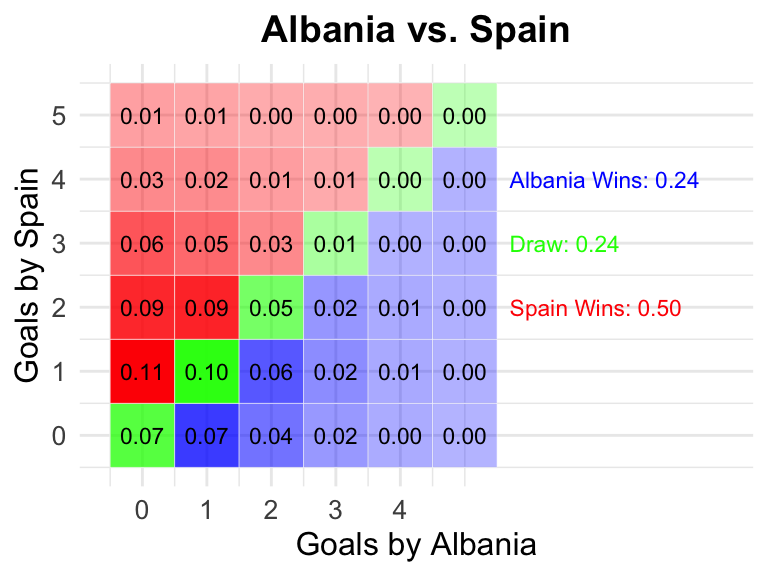 Albania vs. Spain
Goals by Spain
5 0.01 0.01 0.00 0.00 0.00 0.00
4 0.03 0.02 0.01 0.01 0.00 0.00 Albania Wins: 0.24
3 0.06 0.05 0.03 0.01 0.00 0.00 Draw: 0.24
2 0.09 0.09 0.05 0.02 0.01 0.00 Spain Wins: 0.50
1 0.11 0.10 0.06 0.02 0.01 0.00
0 0.07 0.07 0.04 0.02 0.00 0.00
0 1 2 3 4
Goals by Albania